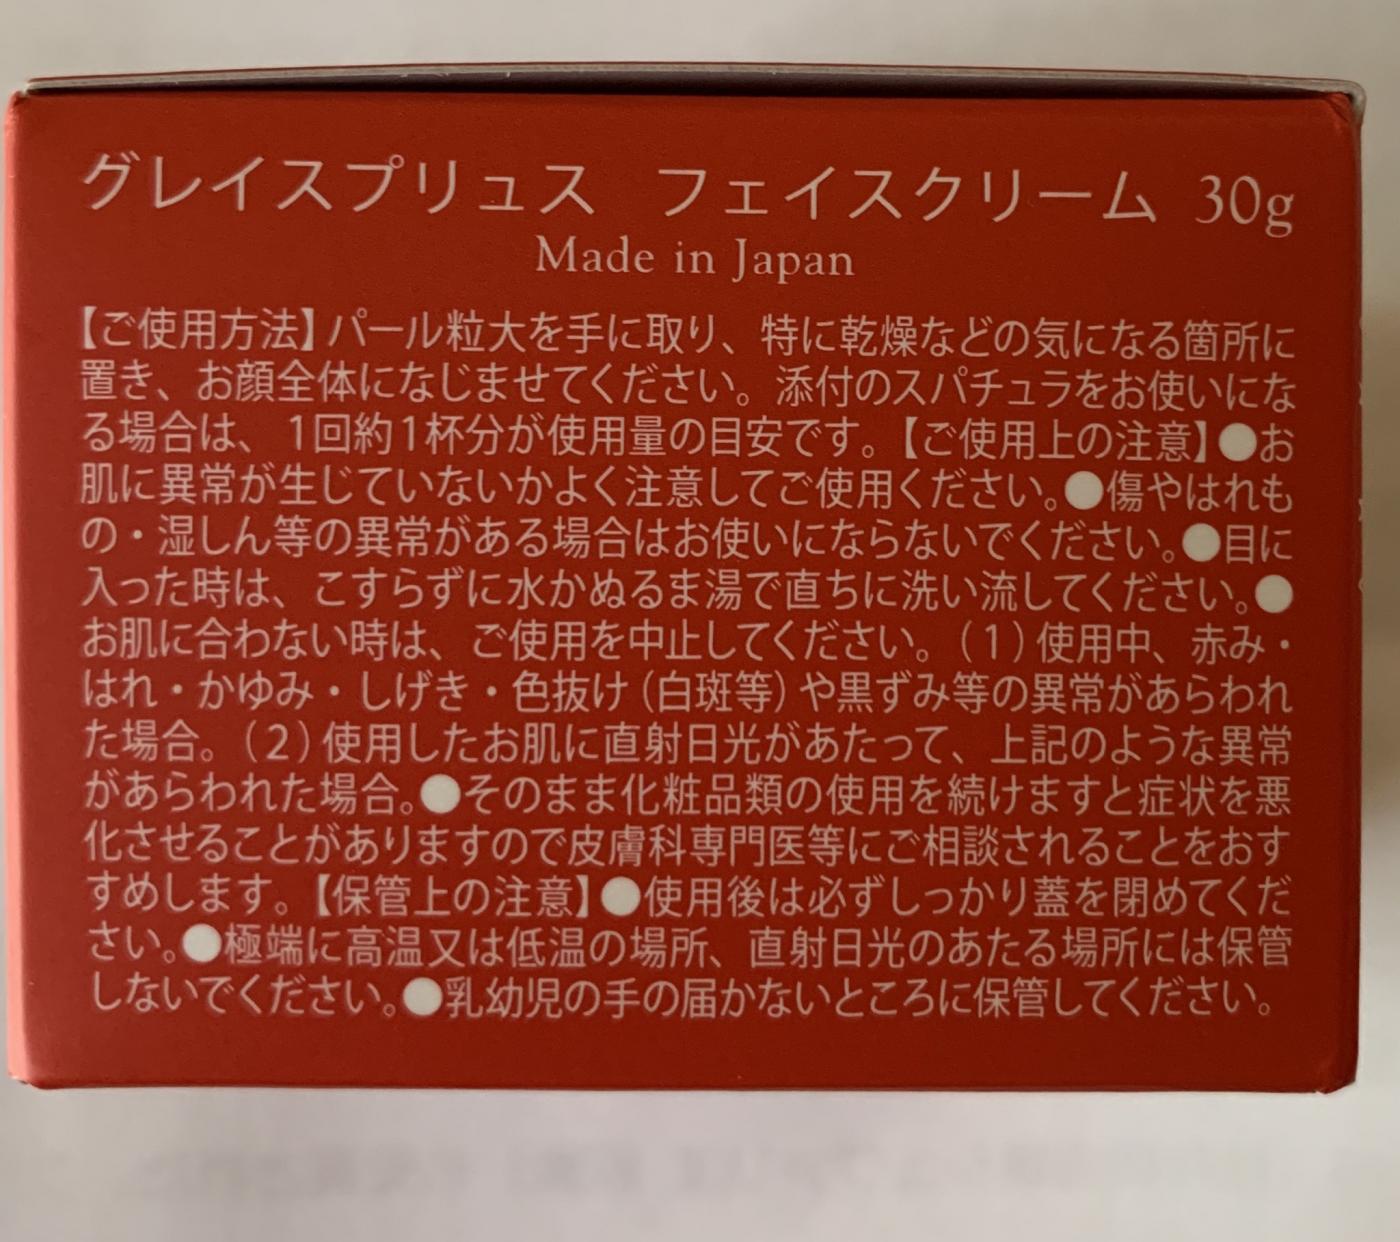 グレイスプリュス　フェイスクリーム 30g
Made in Japan
【ご使用方法】パール粒大を手に取り、特に乾燥などの気になる箇所に
置き、お顔全体になじませてください。添付のスパチュラをお使いにな
る場合は、1回約1杯分が使用量の目安です。【ご使用上の注意】●お
肌に異常が生じていないかよく注意してご使用ください。●傷やはれも
の・湿しん等の異常がある場合はお使いにならないでください。●目に
入った時は、こすらずに水かぬるま湯で直ちに洗い流してください。●
お肌に合わない時は、ご使用を中止してください。（1）使用中、赤み・
はれ・かゆみ・しげき・色抜け（白斑等）や黒ずみ等の異常があらわれ
た場合。（2）使用したお肌に直射日光があたって、上記のような異常
があらわれた場合。●そのまま化粧品類の使用を続けますと症状を悪
化させることがありますので皮膚科専門医等にご相談されることをおす
すめします。【保管上の注意】●使用後は必ずしっかり蓋を閉めてくだ
さい。●極端に高温又は低温の場所、直射日光のあたる場所には保管
しないでください。●乳幼児の手の届かないところに保管してください。